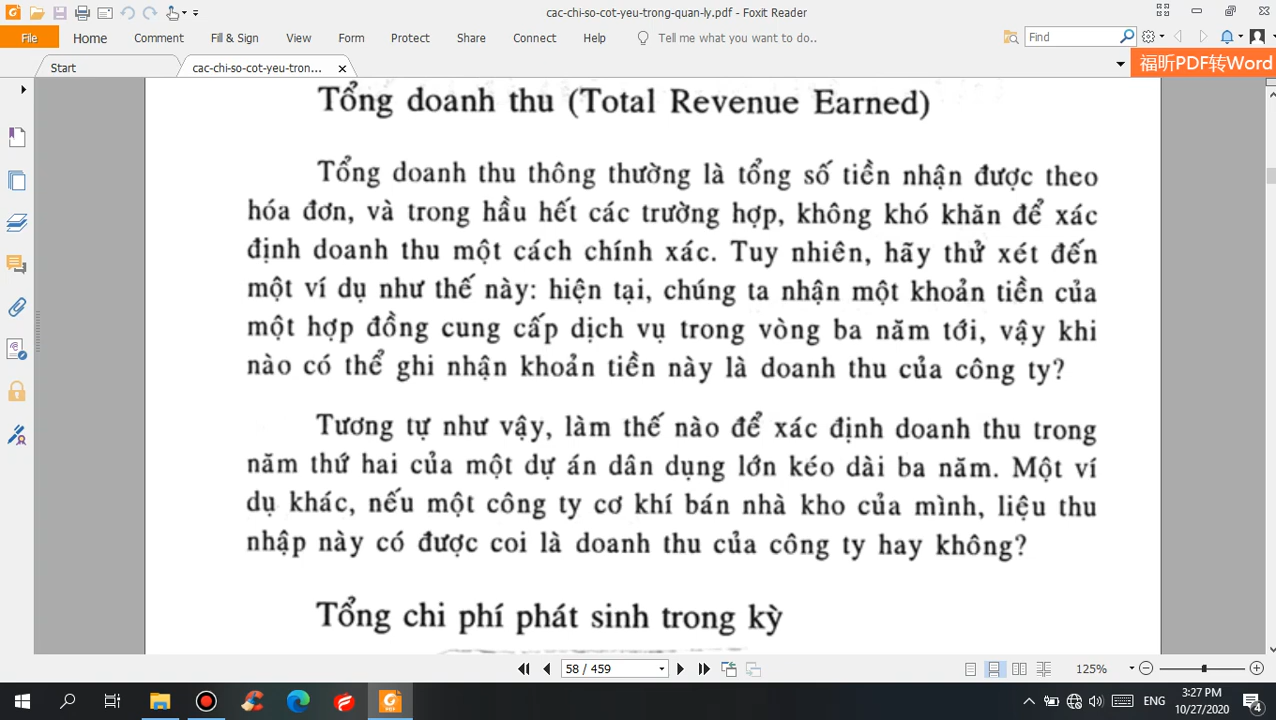 cac-chi-so-cot-yeu-trong-quan-ly.pdf - Foxit Reader
File Home Comment Fill & Sign View Form Protect Share Connect Help Tell me what you want to do.. Find
Start cac-chi-so-cot-yeu-tron... 福昕PDF转Word
Tổng doanh thu (Total Revenue Earned)
Tổng doanh thu thông thường là tổng số tiền nhận được theo
hóa đơn, và trong hầu hết các trường hợp, không khó khăn để xác
định doanh thu một cách chính xác. Tuy nhiên, hãy thử xét đến
một ví dụ như thế này: hiện tại, chúng ta nhận một khoản tiền của
một hợp đồng cung cấp dịch vụ trong vòng ba năm tới, vậy khi
nào có thể ghi nhận khoản tiền này là doanh thu của công ty?
Tương tự như vậy, làm thế nào để xác định doanh thu trong
năm thứ hai của một dự án dân dụng lớn kéo dài ba năm. Một ví
dụ khác, nếu một công ty cơ khí bán nhà kho của mình, liệu thu
nhập này có được coi là doanh thu của công ty hay không?
Tổng chi phí phát sinh trong kỳ
58 / 459 125%
ENG 3:27 PM
10/27/2020 4